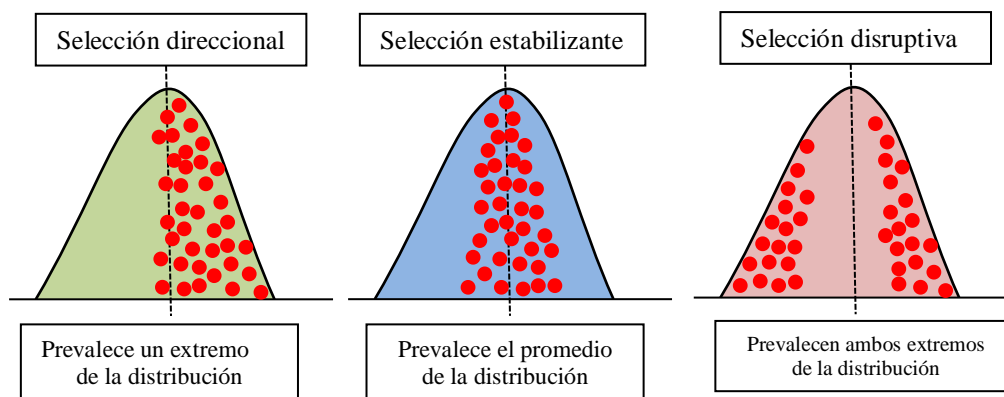 Selección direccional
Selección estabilizante
Selección disruptiva
Prevalece un extremo
de la distribución
Prevalece el promedio
de la distribución
Prevalecen ambos extremos
de la distribución